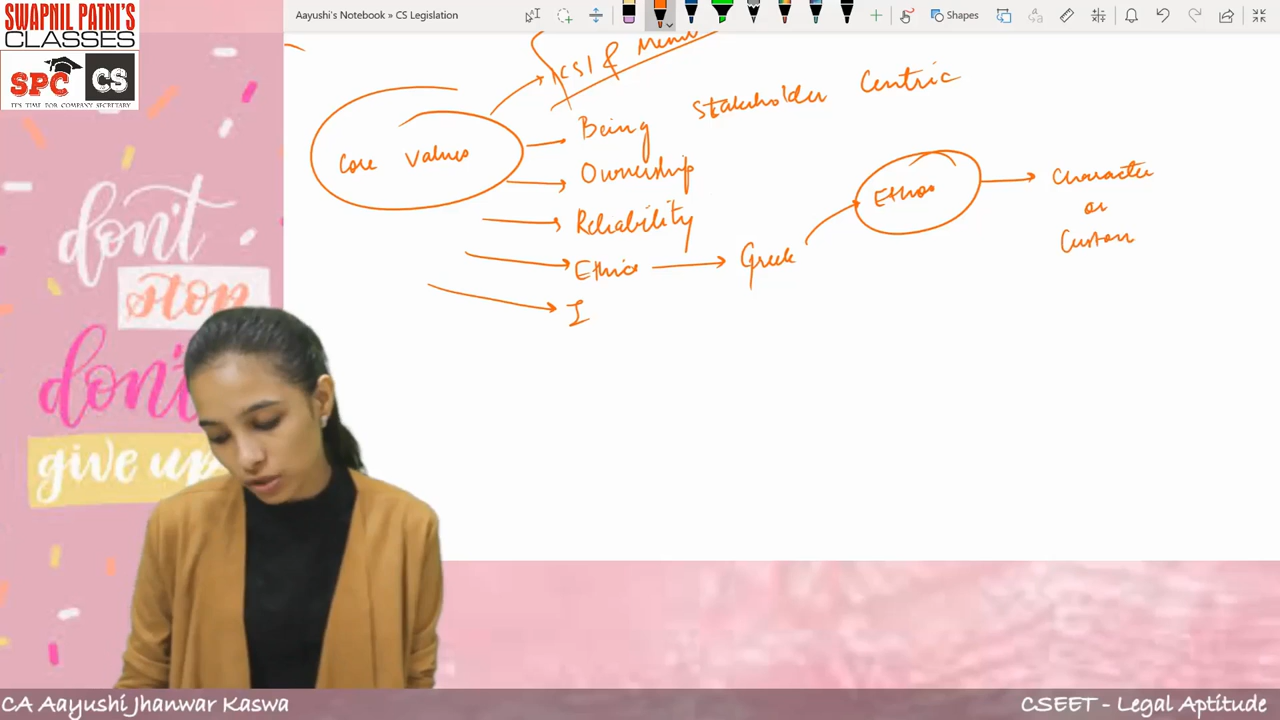 SWAPNIL PATNI'S
CLASSES
SPC CS
IT'S TIME FOR COMPANY SECRETARY
Aayushi's Notebook » CS Legislation
Shapes
ICSI &
Core Values
Being Stakeholder Centric
Ownership
Reliability
Ethics
Greek
Ethos
Character
or
Custom
I
don't
stop
don't
give up
CA Aayushi Jhanwar Kaswa
CSEET - Legal Aptitude